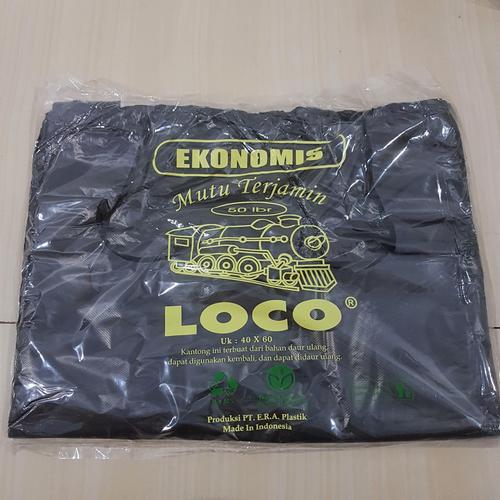 EKONOMIS
Mutu Terjamin
50 lbr
LOCO®
Uk : 40 X 60
Kantong ini terbuat dari bahan daur ulang,
dapat digunakan kembali, dan dapat didaur ulang.
Produksi PT. E.R.A. Plastik
Made In Indonesia